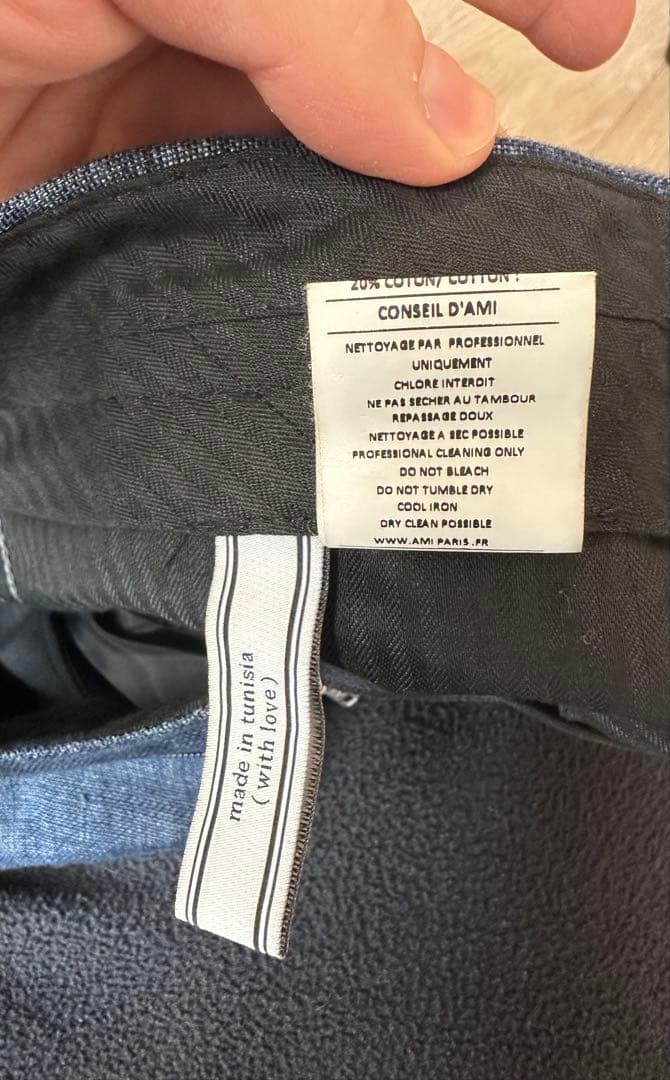 20% COTON/ COTTON :
CONSEIL D'AMI
NETTOYAGE PAR PROFESSIONNEL
UNIQUEMENT
CHLORE INTERDIT
NE PAS SECHER AU TAMBOUR
REPASSAGE DOUX
NETTOYAGE A SEC POSSIBLE
PROFESSIONAL CLEANING ONLY
DO NOT BLEACH
DO NOT TUMBLE DRY
COOL IRON
DRY CLEAN POSSIBLE
WWW.AMI PARIS.FR
made in tunisia
(with love)